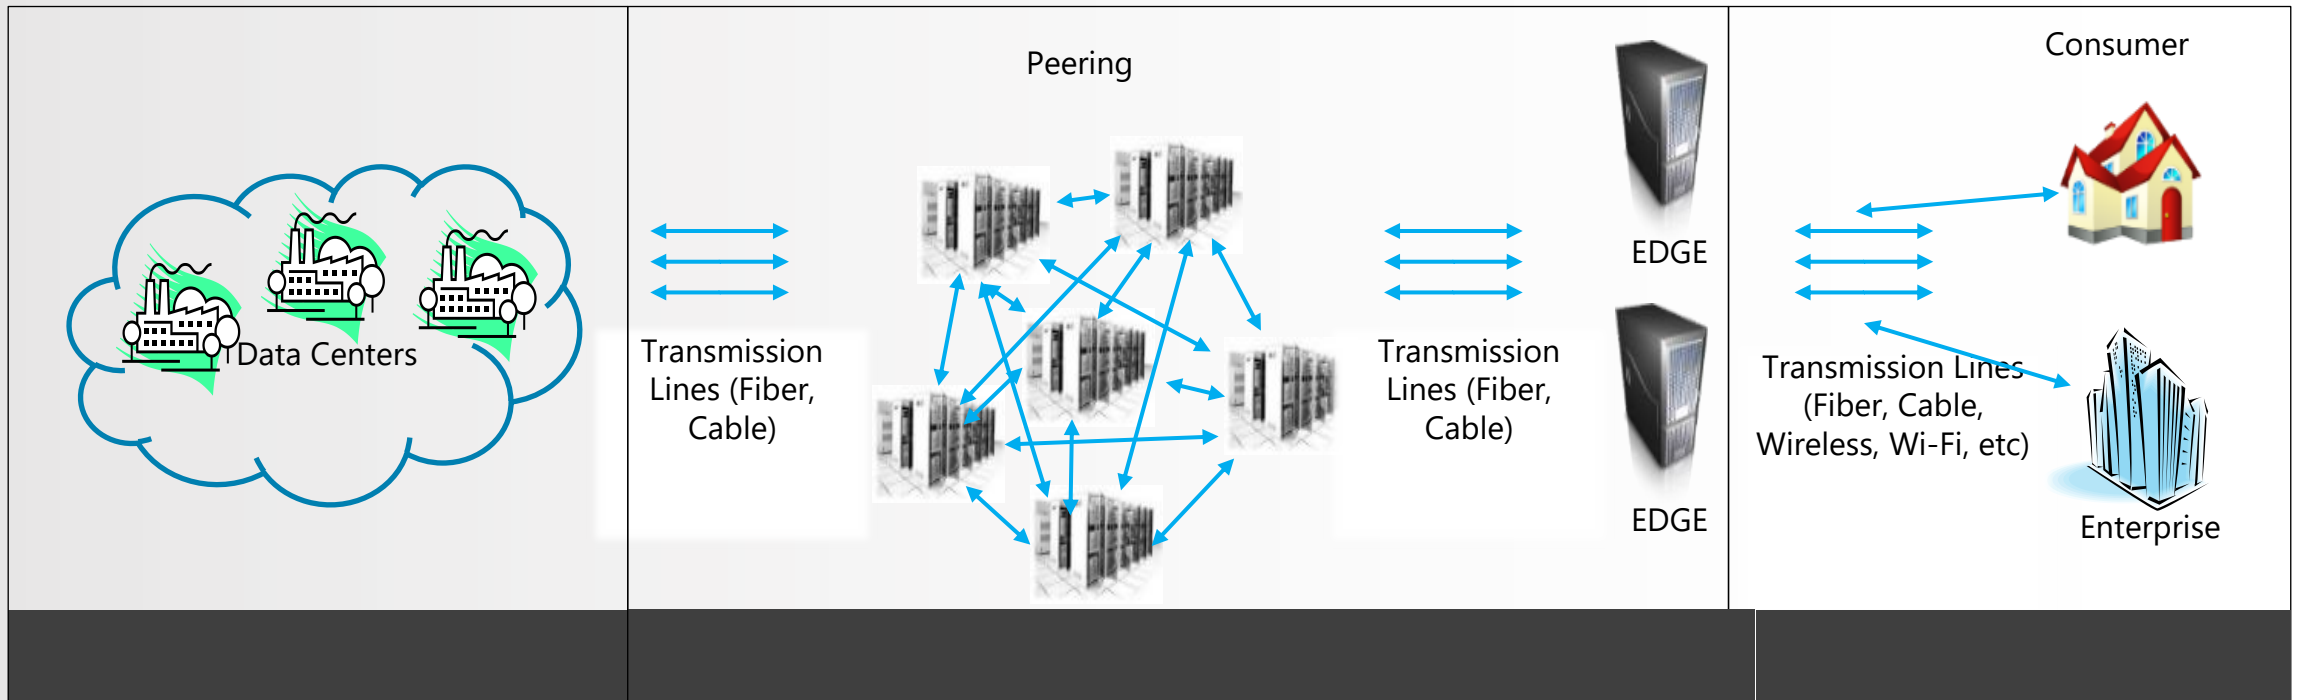 Data Centers
Transmission
Lines (Fiber,
Cable)
Peering
Transmission
Lines (Fiber,
Cable)
EDGE
EDGE
Consumer
Transmission Lines
(Fiber, Cable,
Wireless, Wi-Fi, etc)
Enterprise